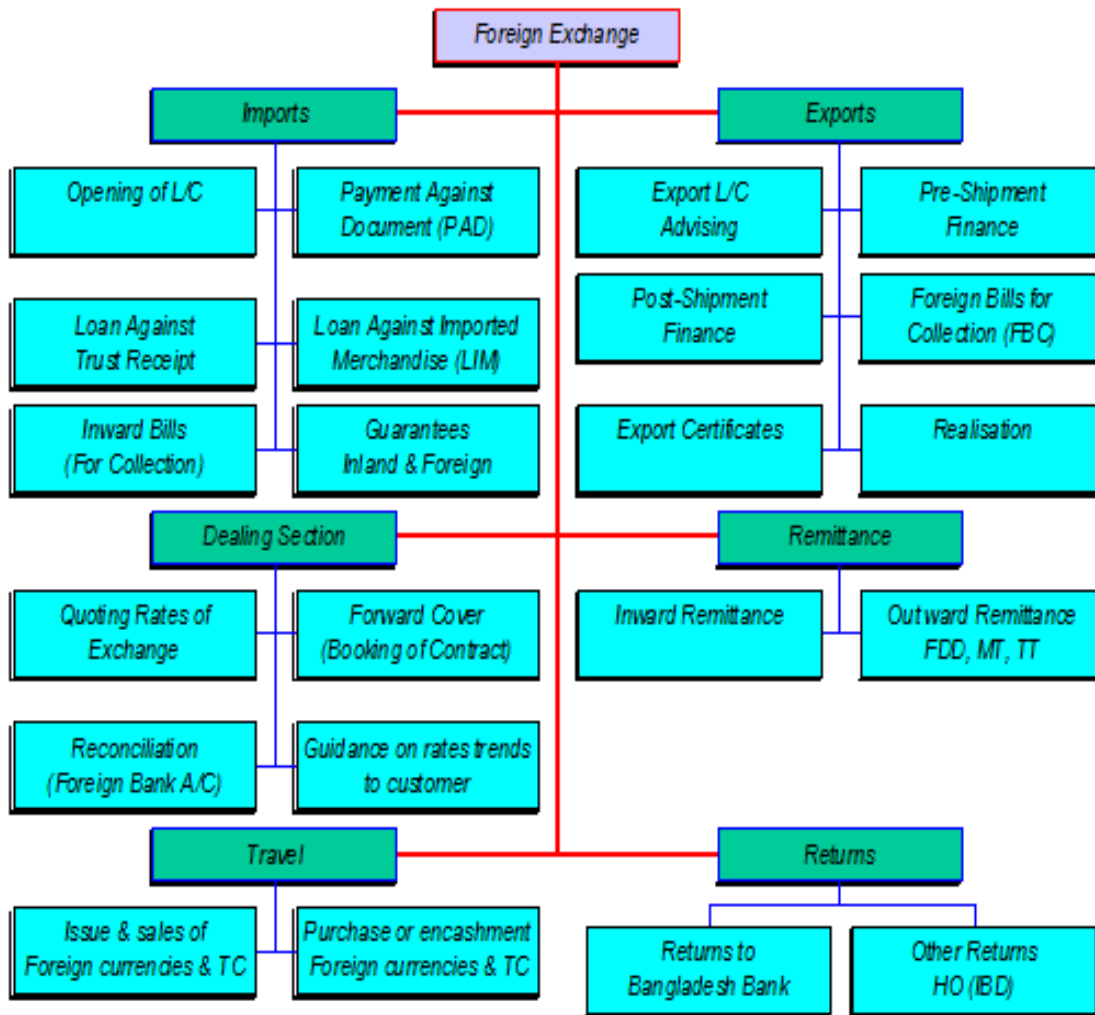 Foreign Exchange
Imports
Exports
Opening of L/C
Payment Against
Document (PAD)
Export L/C
Advising
Pre-Shipment
Finance
Loan Against
Trust Receipt
Loan Against Imported
Merchandise (LIM)
Post-Shipment
Finance
Foreign Bills for
Collection (FBC)
Inward Bills
(For Collection)
Guarantees
Inland & Foreign
Export Certificates
Realisation
Dealing Section
Remittance
Quoting Rates of
Exchange
Forward Cover
(Booking of Contract)
Inward Remittance
Outward Remittance
FDD, MT, TT
Reconciliation
(Foreign Bank A/C)
Guidance on rates trends
to customer
Travel
Returns
Issue & sales of
Foreign currencies & TC
Purchase or encashment
Foreign currencies & TC
Returns to
Bangladesh Bank
Other Returns
HO (IBD)